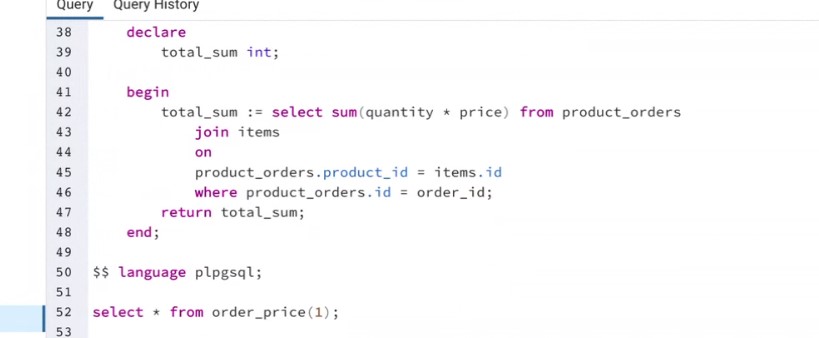 Query Query History
38 declare
39 total_sum int;
40
41 begin
42 total_sum := select sum(quantity * price) from product_orders
43 join items
44 on
45 product_orders.product_id = items.id
46 where product_orders.id = order_id;
47 return total_sum;
48 end;
49
50 $$ language plpgsql;
51
52 select * from order_price(1);
53